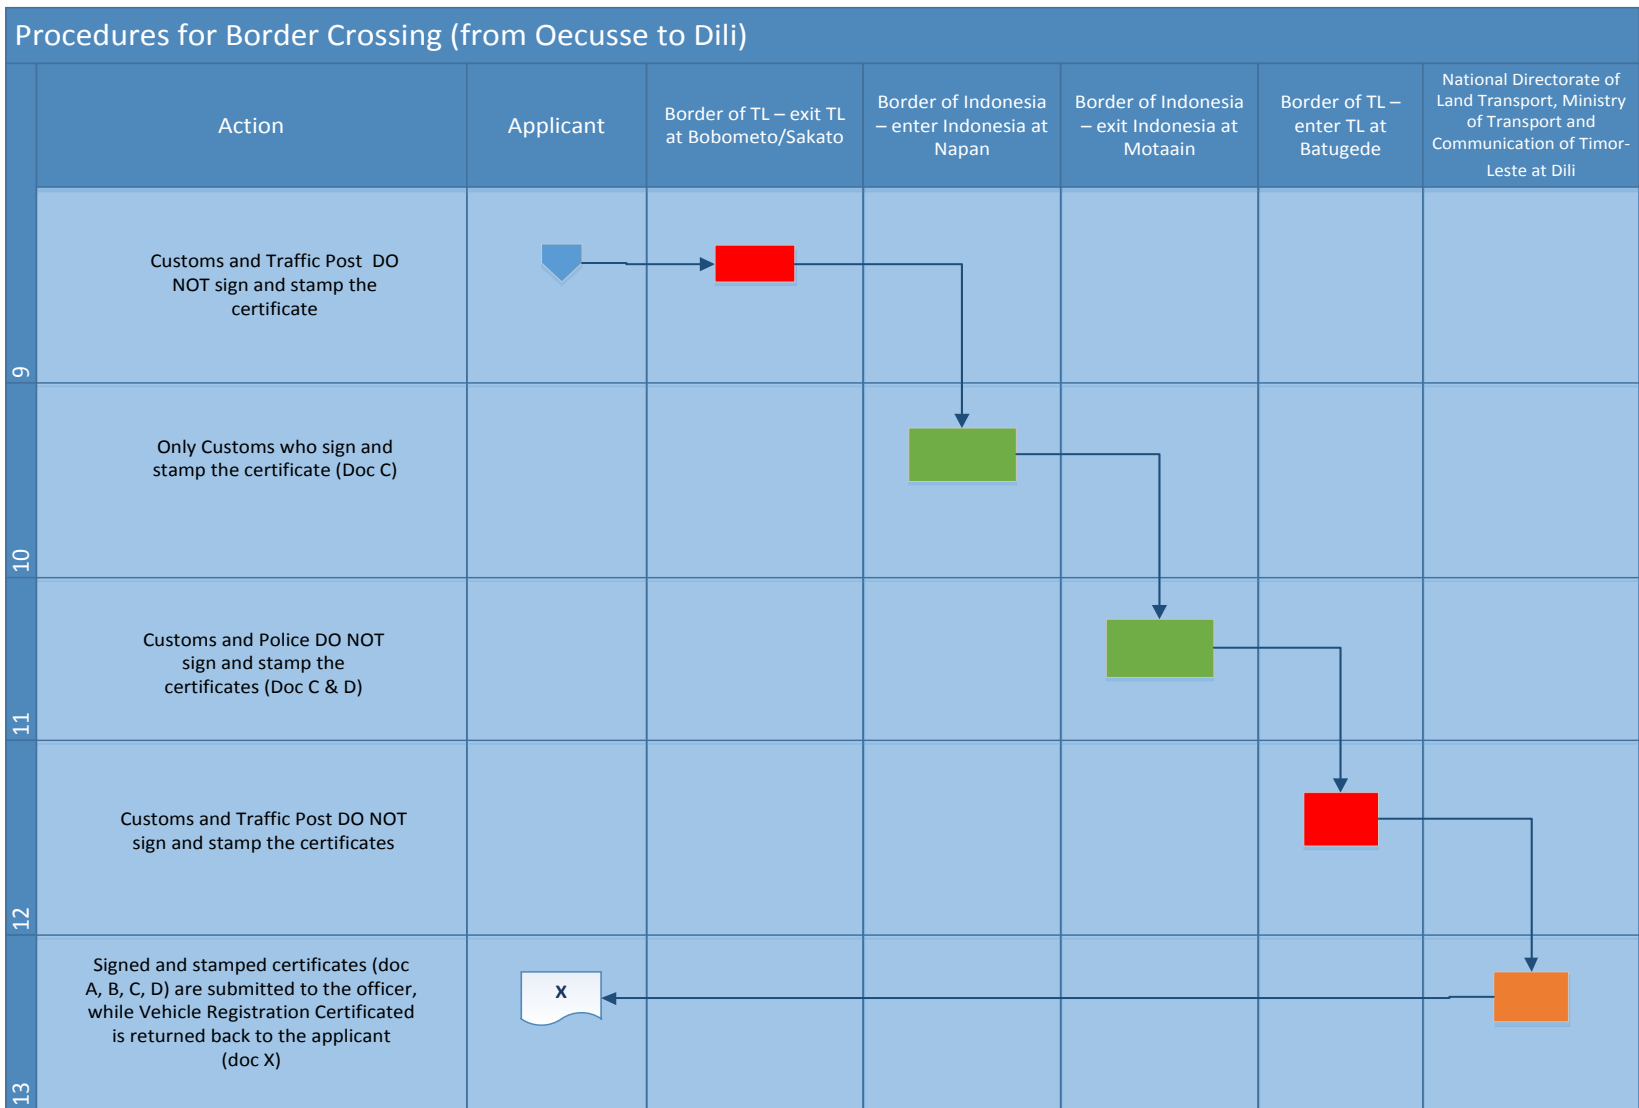 Procedures for Border Crossing (from Oecusse to Dili)
Action
Applicant
Border of TL – exit TL
at Bobometo/Sakato
Border of Indonesia
– enter Indonesia at
Napan
Border of Indonesia
– exit Indonesia at
Motaain
Border of TL –
enter TL at
Batugede
National Directorate of
Land Transport, Ministry
of Transport and
Communication of Timor-
Leste at Dili
9
Customs and Traffic Post DO
NOT sign and stamp the
certificate
10
Only Customs who sign and
stamp the certificate (Doc C)
11
Customs and Police DO NOT
sign and stamp the
certificates (Doc C & D)
12
Customs and Traffic Post DO NOT
sign and stamp the certificates
13
Signed and stamped certificates (doc
A, B, C, D) are submitted to the officer,
while Vehicle Registration Certificated
is returned back to the applicant
(doc X)
X